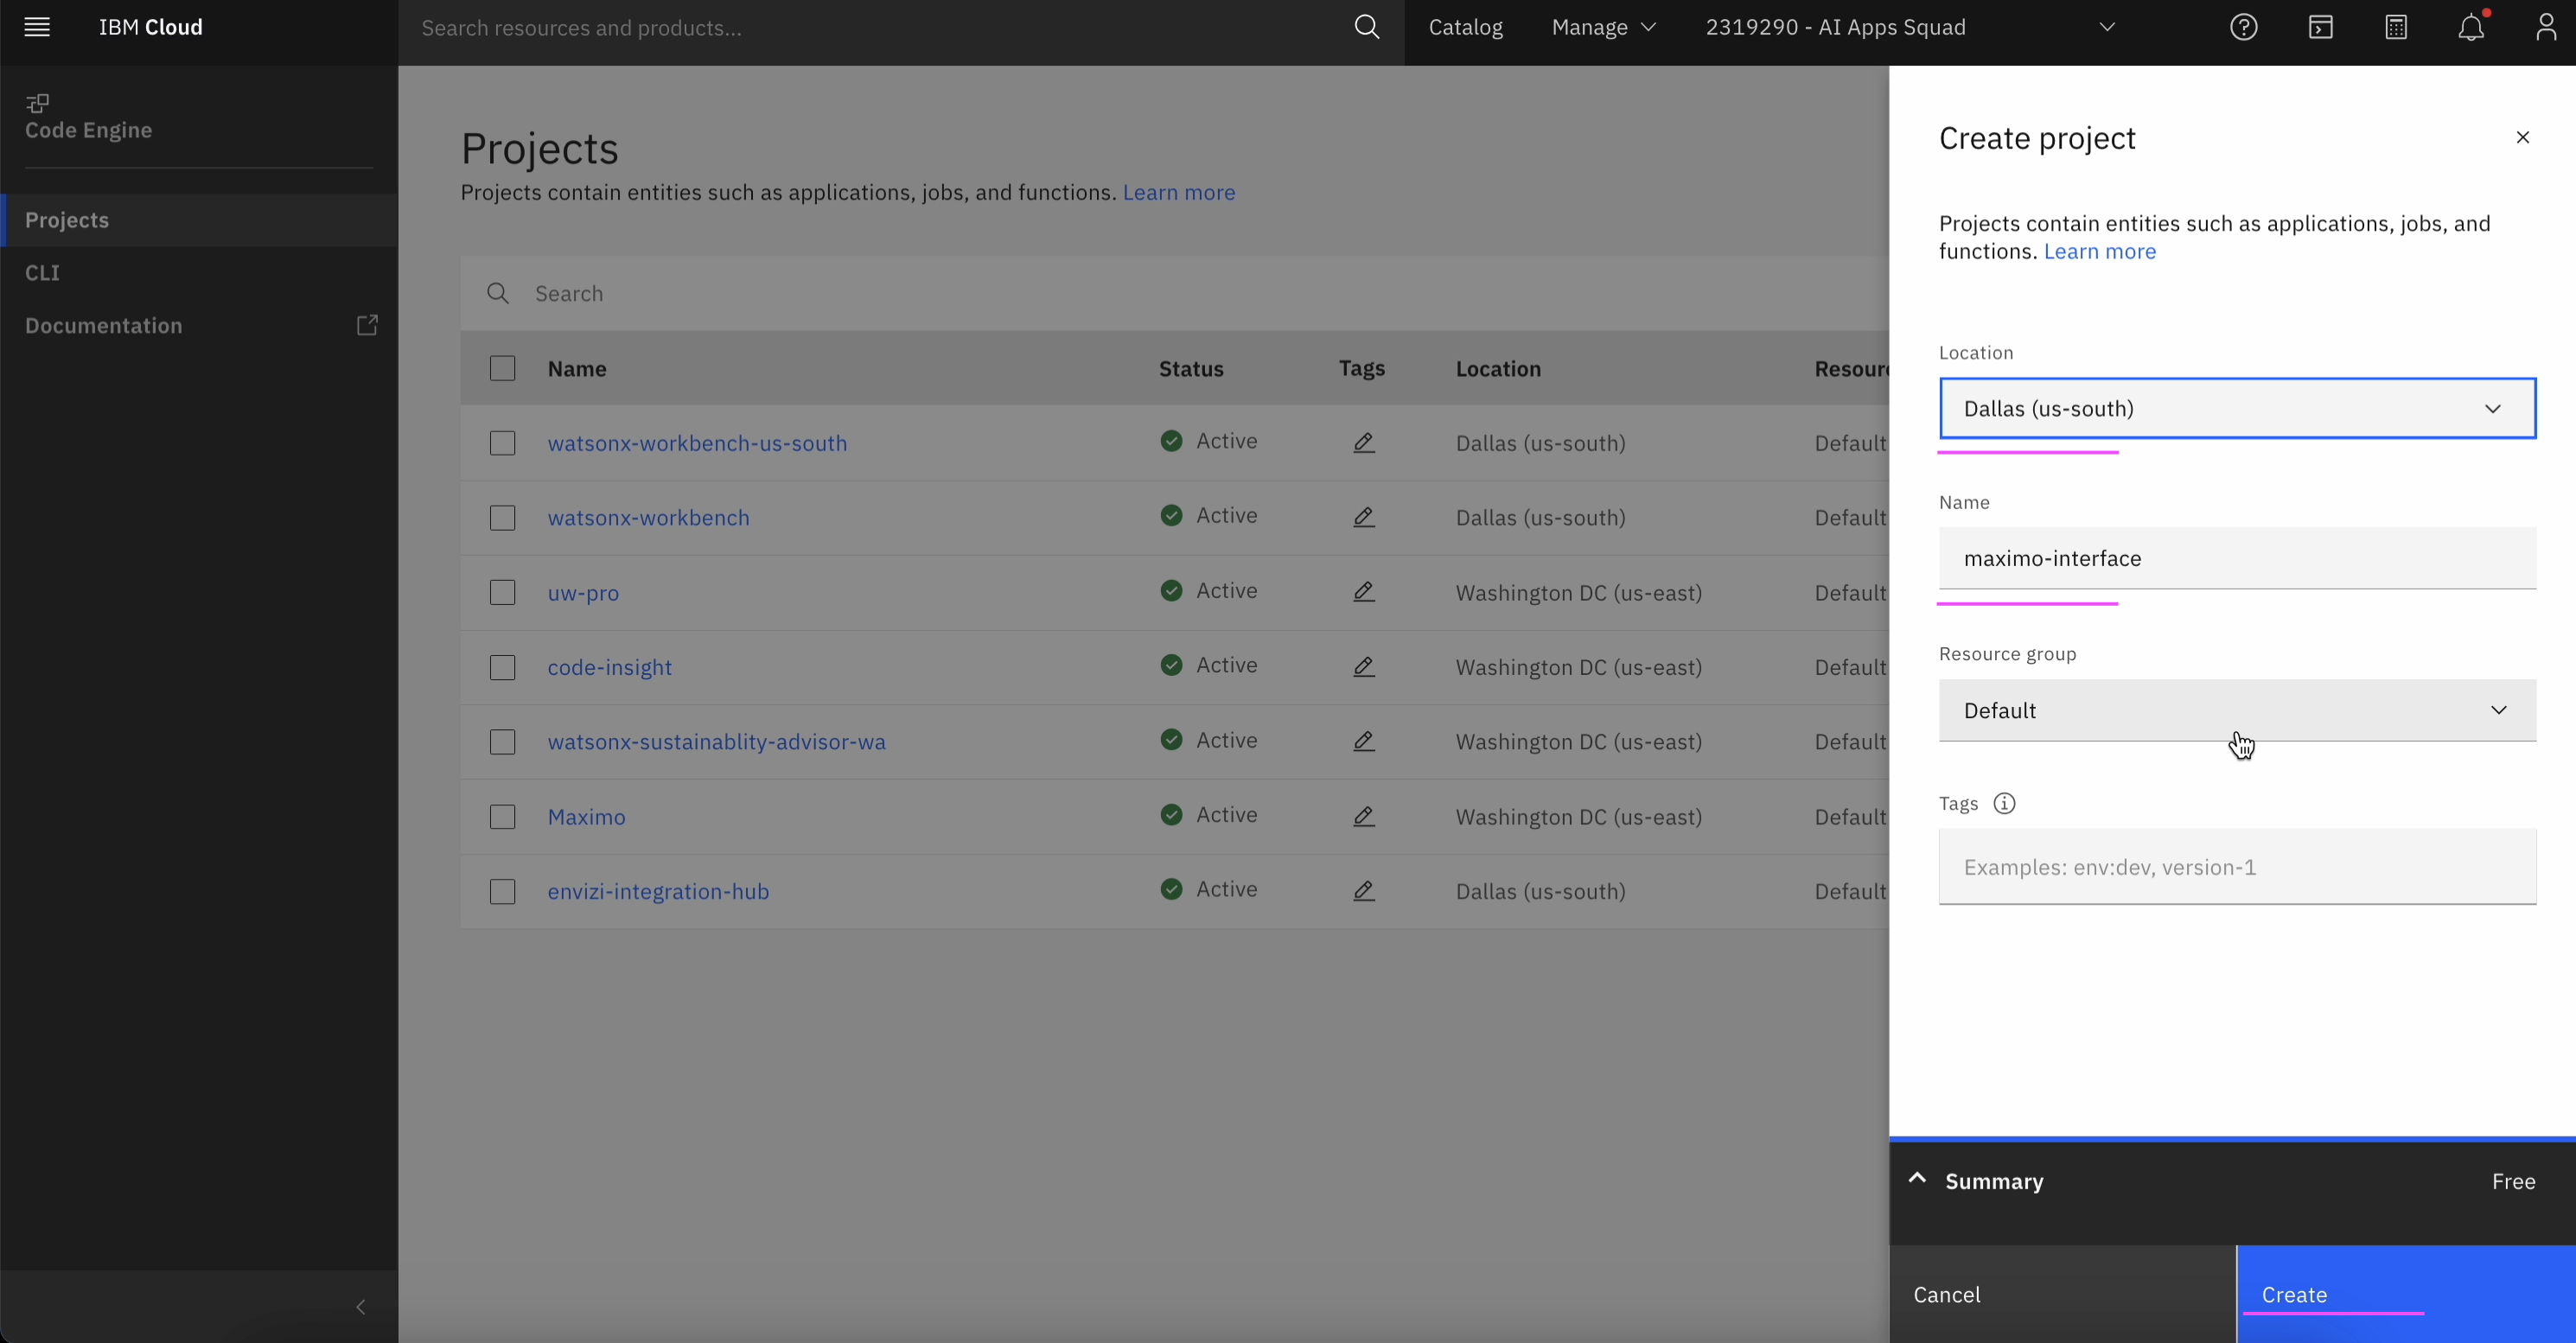 IBM Cloud
Search resources and products...
Catalog
Manage
2319290 - AI Apps Squad
Code Engine
Projects
CLI
Documentation
Projects
Projects contain entities such as applications, jobs, and functions. Learn more
Search
Name Status Tags Location Resour
watsonx-workbench-us-south Active Dallas (us-south) Default
watsonx-workbench Active Dallas (us-south) Default
uw-pro Active Washington DC (us-east) Default
code-insight Active Washington DC (us-east) Default
watsonx-sustainablity-advisor-wa Active Washington DC (us-east) Default
Maximo Active Washington DC (us-east) Default
envizi-integration-hub Active Dallas (us-south) Default
Create project
Projects contain entities such as applications, jobs, and
functions. Learn more
Location
Dallas (us-south)
Name
maximo-interface
Resource group
Default
Tags
Examples: env:dev, version-1
Summary Free
Cancel
Create